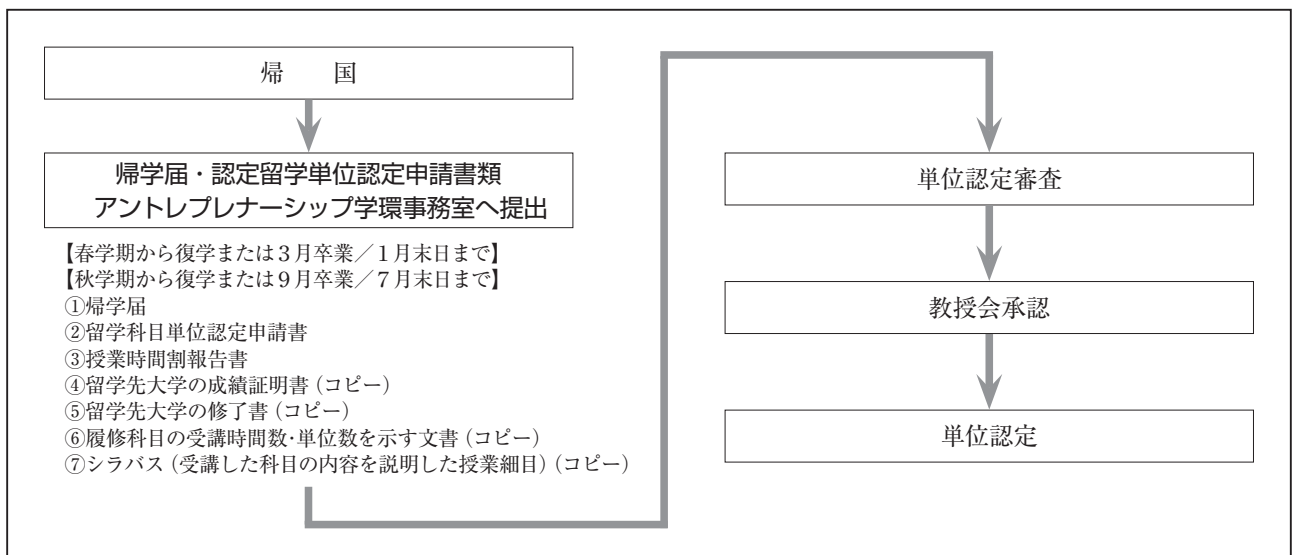 帰　　国
帰学届・認定留学単位認定申請書類
アントレプレナーシップ学環事務室へ提出
【春学期から復学または３月卒業／１月末日まで】
【秋学期から復学または９月卒業／７月末日まで】
①帰学届
②留学科目単位認定申請書
③授業時間割報告書
④留学先大学の成績証明書（コピー）
⑤留学先大学の修了書（コピー）
⑥履修科目の受講時間数・単位数を示す文書（コピー）
⑦シラバス（受講した科目の内容を説明した授業細目）（コピー）
単位認定審査
教授会承認
単位認定